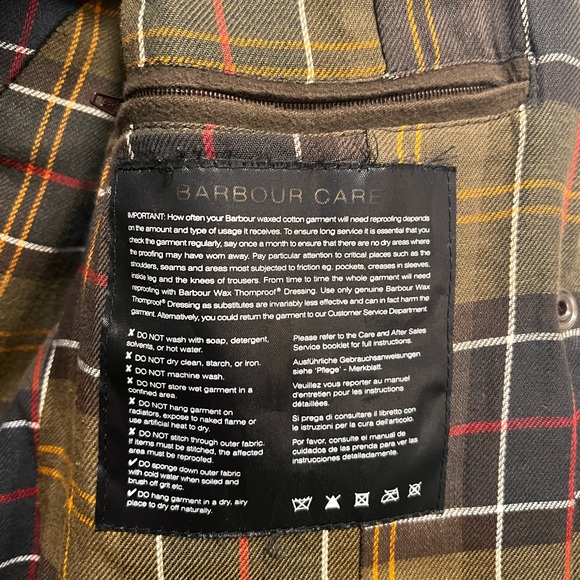 BARBOUR CARE
IMPORTANT: How often your Barbour waxed cotton garment will need reproofing depends
on the amount and type of usage it receives. To ensure long service it is essential that you
check the garment regularly, say once a month to ensure that there are no dry areas where
the proofing may have worn away. Pay particular attention to critical places such as the
shoulders, seams and areas most subjected to friction eg. pockets, creases in sleeves,
inside leg and the knees of trousers. From time to time the whole garment will need
reproofing with Barbour Wax Thornproof® Dressing. Use only genuine Barbour Wax
Thornproof® Dressing as substitutes are invariably less effective and can in fact harm the
garment. Alternatively, you could return the garment to our Customer Service Department.
✘ DO NOT wash with soap, detergent,
solvents, or hot water.
✘ DO NOT dry clean, starch, or iron.
✘ DO NOT machine wash.
✘ DO NOT store wet garment in a
confined area.
✘ DO NOT hang garment on
radiators, expose to naked flame or
use artificial heat to dry.
✘ DO NOT stitch through outer fabric.
If items must be stitched, the affected
area must be reproofed.
✔ DO sponge down outer fabric
with cold water when soiled and
brush off grit etc.
✔ DO hang garment in a dry, airy
place to dry off naturally.
Please refer to the Care and After Sales
Service booklet for full instructions.
Ausführliche Gebrauchsanweisungen
siehe 'Pflege' - Merkblatt.
Veuillez vous reporter au manuel
d'entretien pour les instructions
détaillées.
Si prega di consultare il libretto con
le istruzioni per la cura dell'articolo.
Por favor, consulte el manual de
cuidados de las prenda para ver las
instrucciones detalladamente.